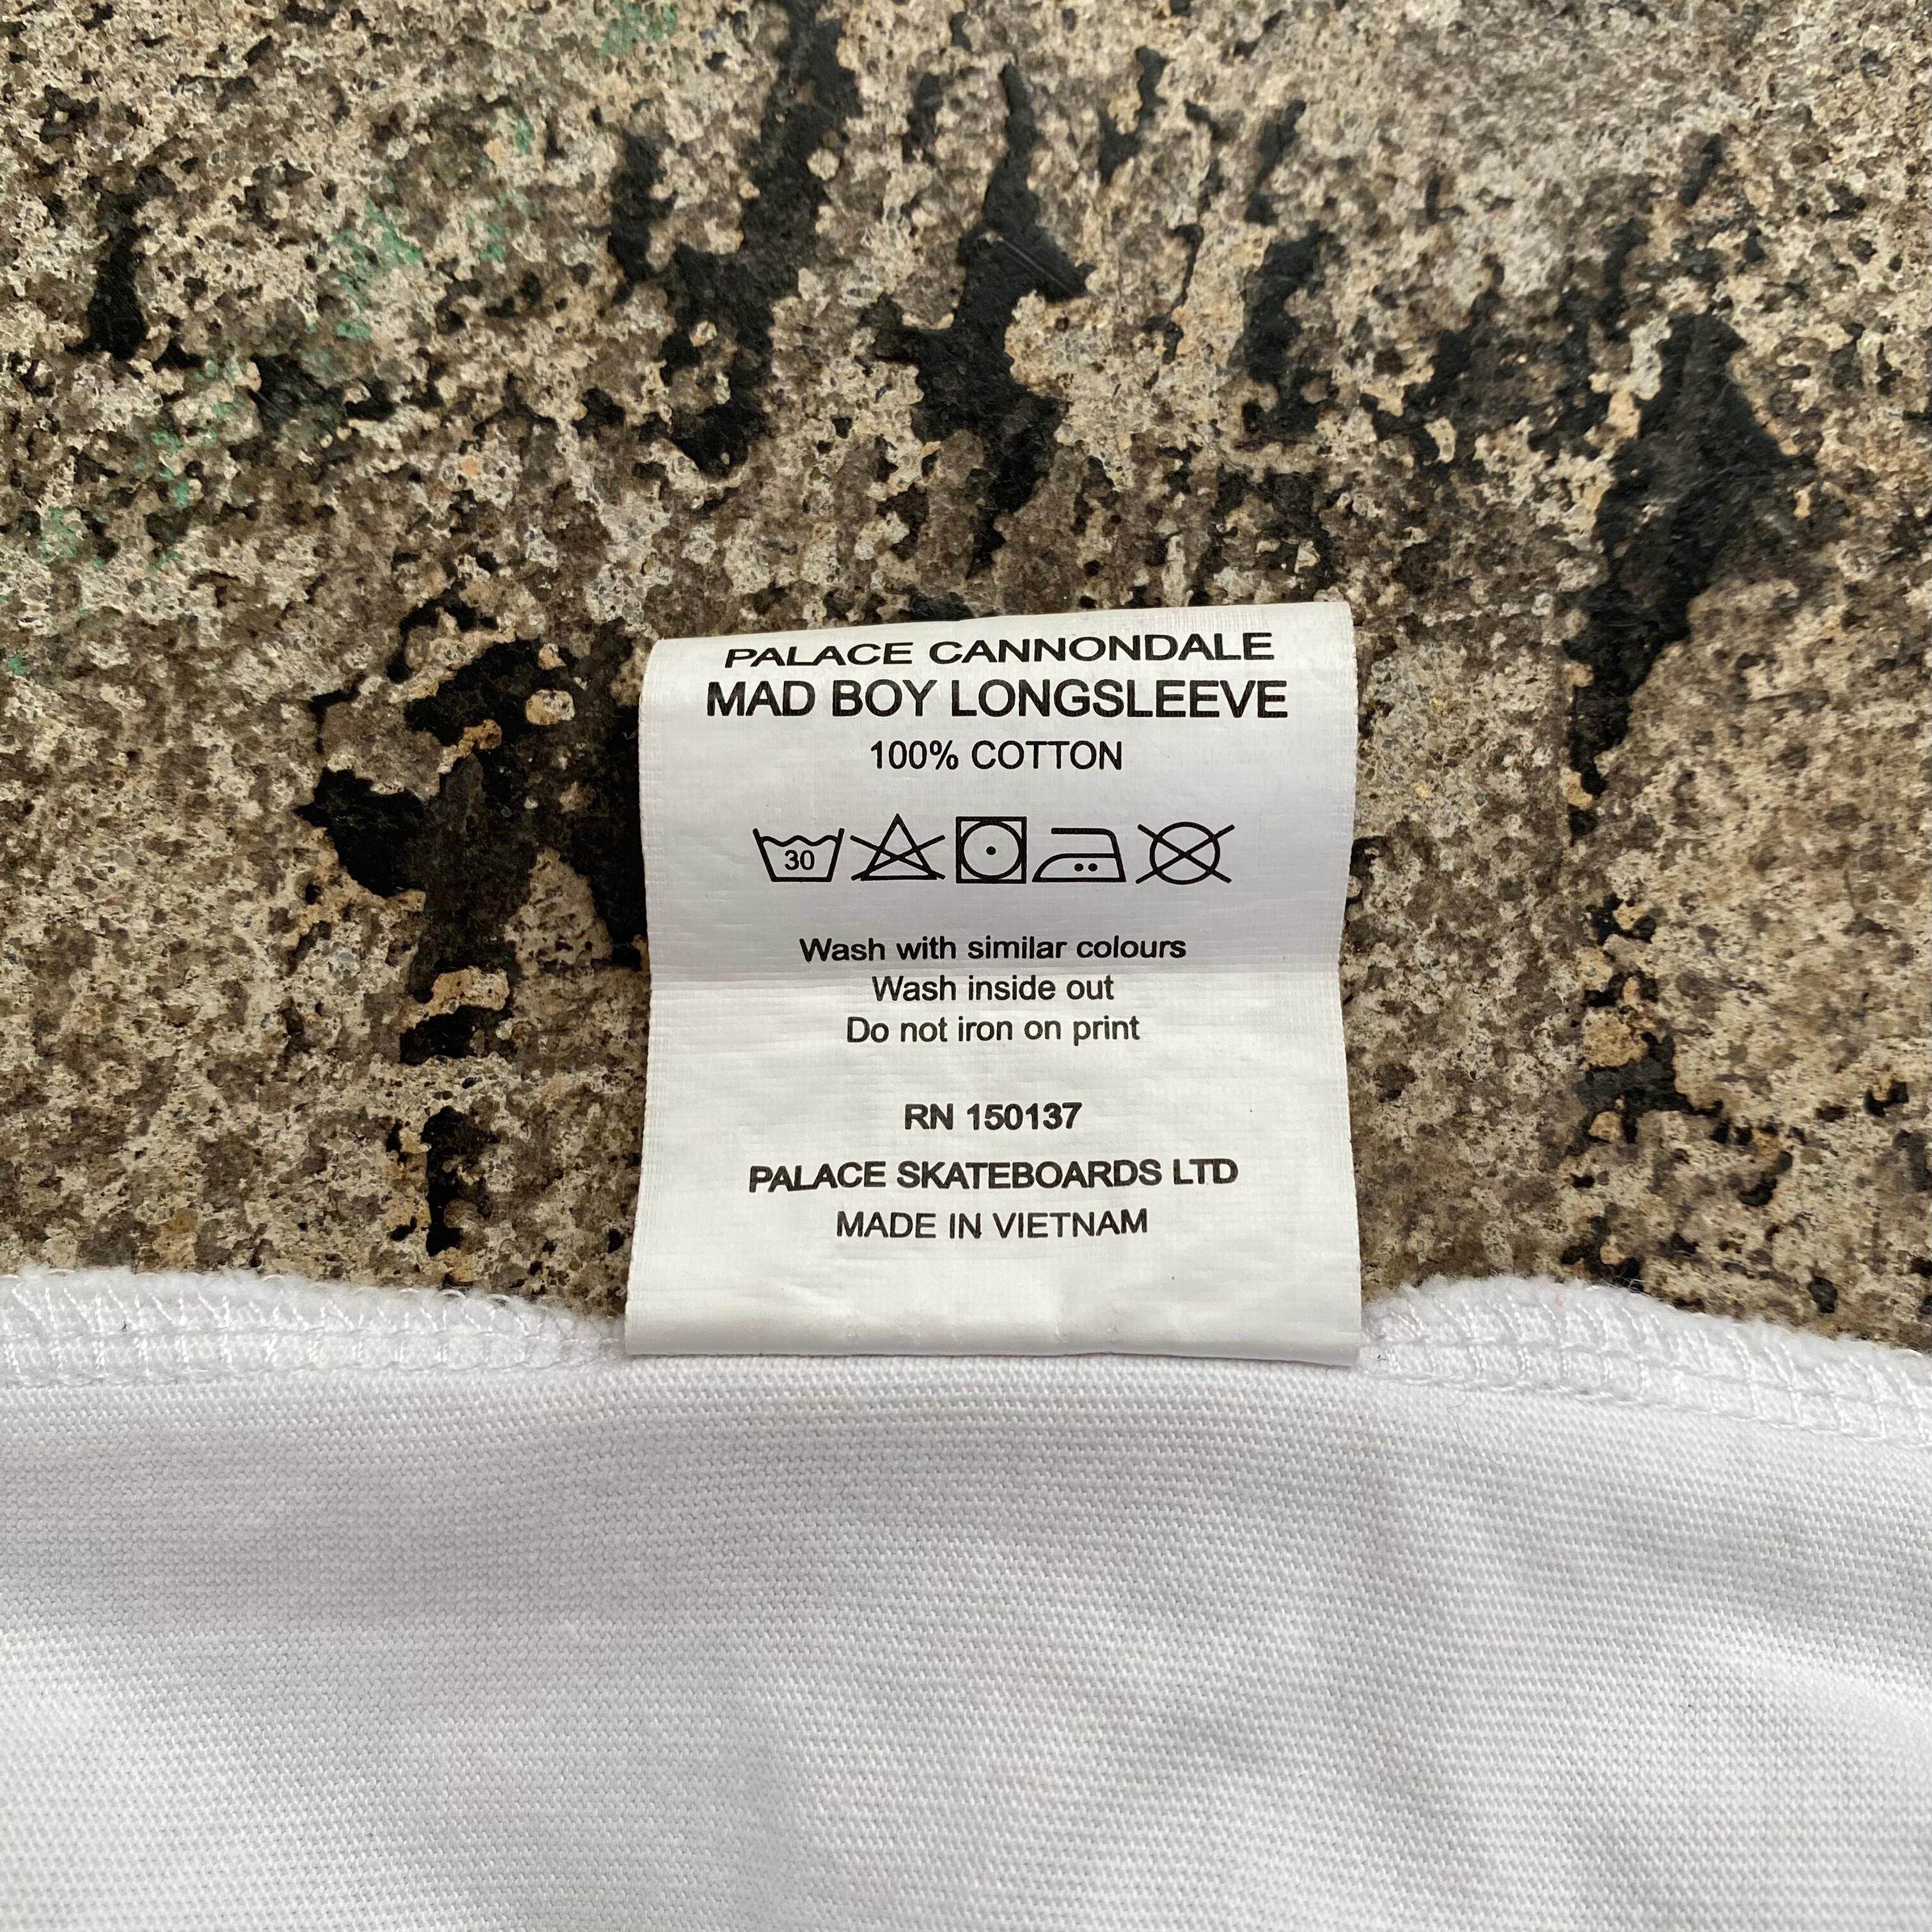 PALACE CANNONDALE
MAD BOY LONGSLEEVE
100% COTTON
30
Wash with similar colours
Wash inside out
Do not iron on print
RN 150137
PALACE SKATEBOARDS LTD
MADE IN VIETNAM